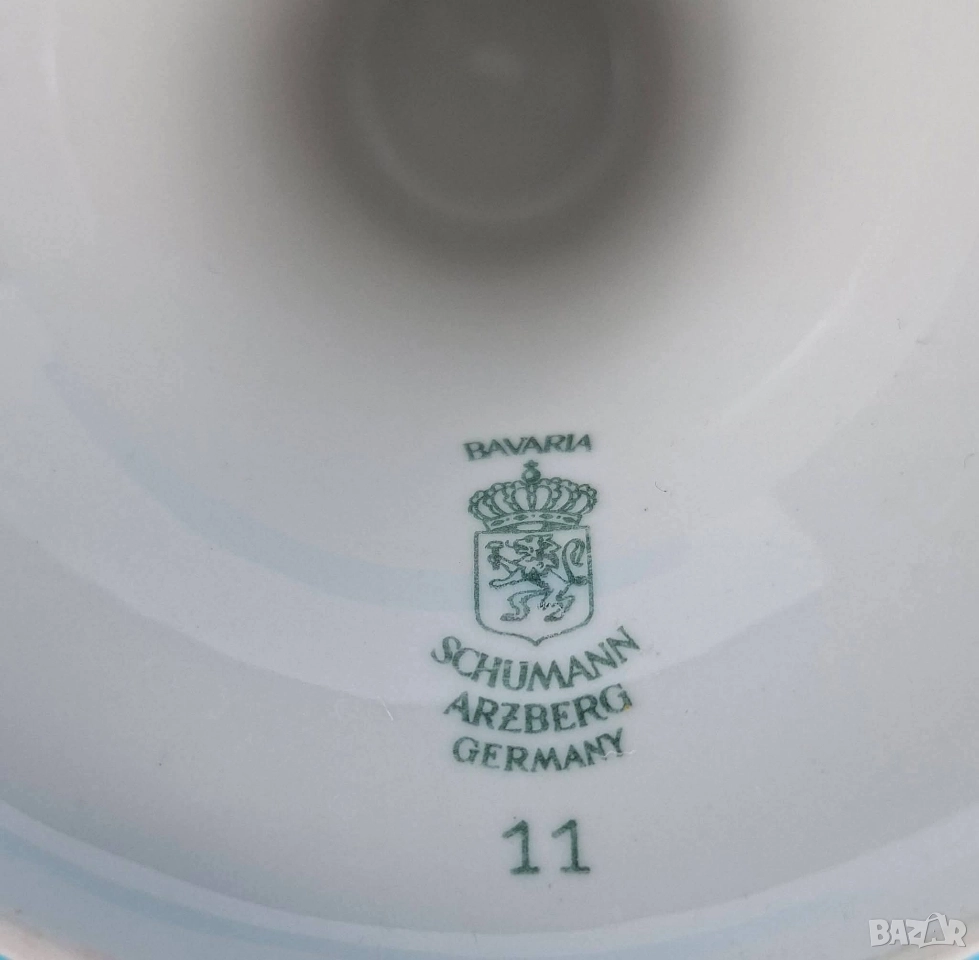 BAVARIA
SCHUMANN
ARZBERG
GERMANY
11
BAZAR